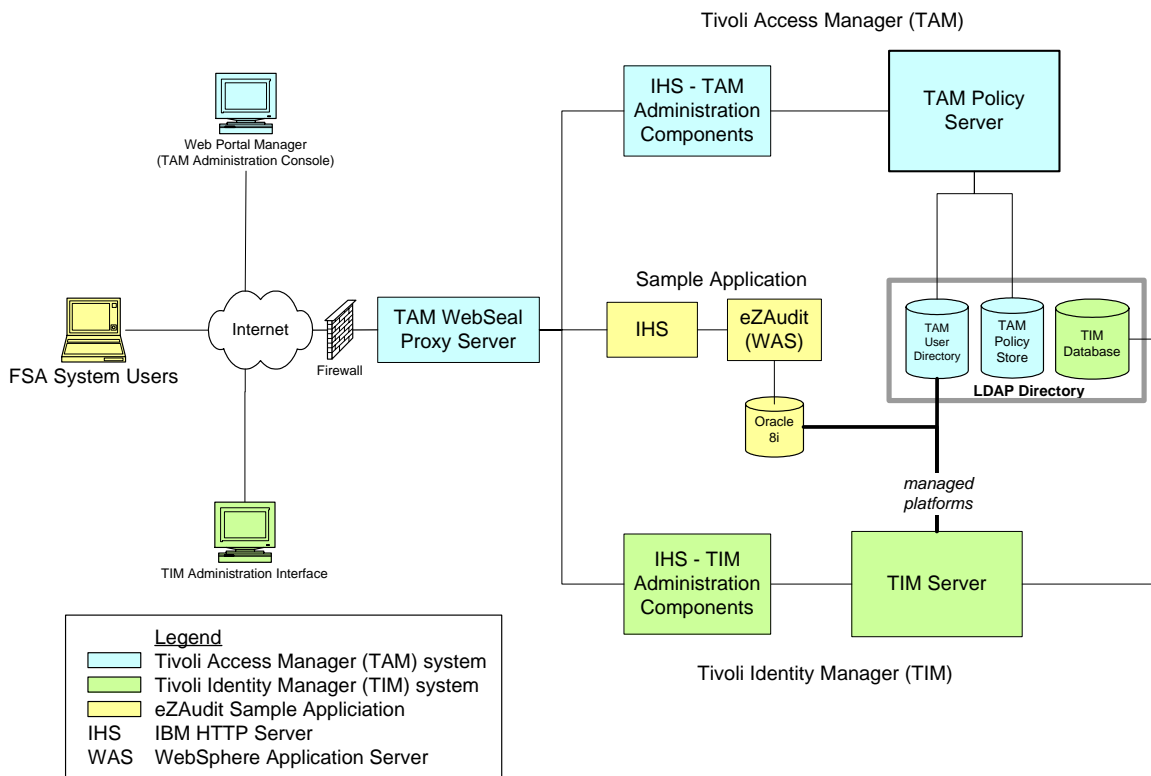 Tivoli Access Manager (TAM)
IHS - TAM
Administration
Components
TAM Policy
Server
Web Portal Manager
(TAM Administration Console)
Sample Application
Internet
TAM WebSeal
Proxy Server
IHS
eZAudit
(WAS)
TAM
User
Directory
TAM
Policy
Store
TIM
Database
LDAP Directory
Firewall
FSA System Users
Oracle
8i
managed
platforms
TIM Administration Interface
IHS - TIM
Administration
Components
TIM Server
Tivoli Identity Manager (TIM)
Legend
Tivoli Access Manager (TAM) system
Tivoli Identity Manager (TIM) system
eZAudit Sample Appliciation
IHS IBM HTTP Server
WAS WebSphere Application Server